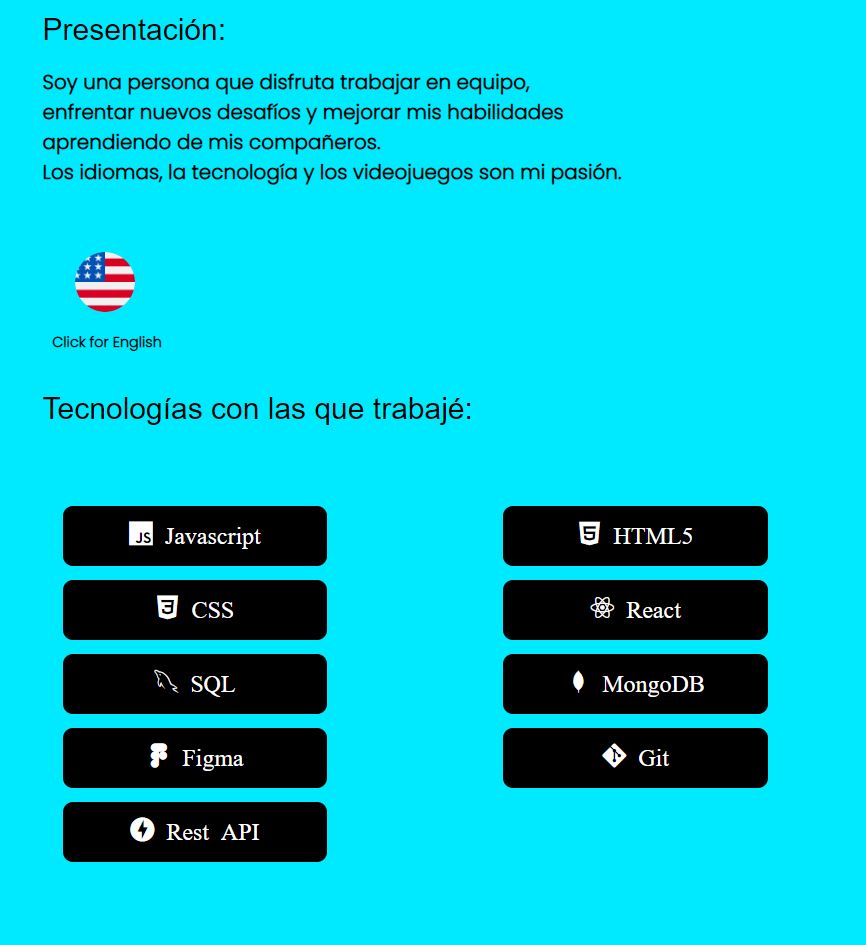 Presentación:
Soy una persona que disfruta trabajar en equipo,
enfrentar nuevos desafíos y mejorar mis habilidades
aprendiendo de mis compañeros.
Los idiomas, la tecnología y los videojuegos son mi pasión.
Click for English
Tecnologías con las que trabajé:
JS Javascript
HTML5
CSS
React
SQL
MongoDB
Figma
Git
Rest API